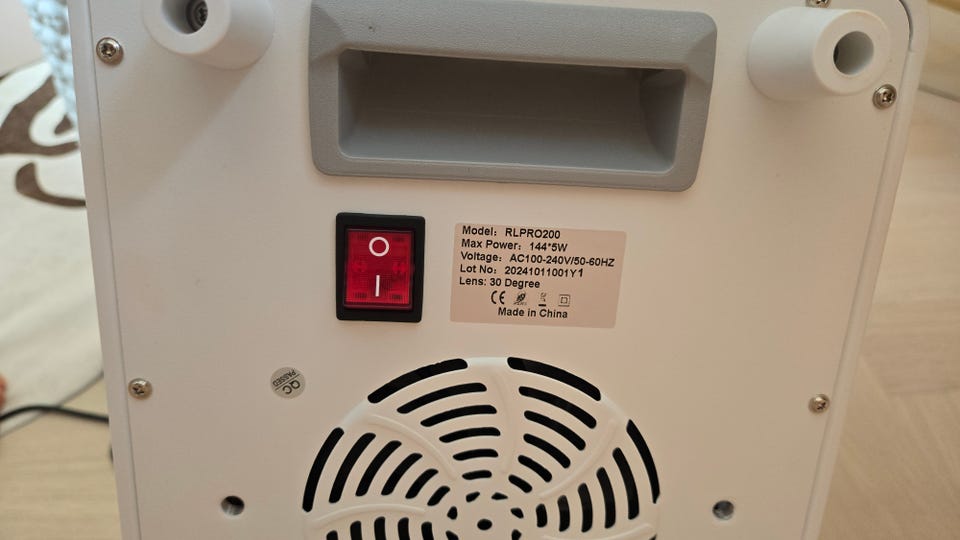 Model: RLPRO200
Max Power: 144*5W
Voltage: AC100-240V/50-60HZ
Lot No: 20241011001Y1
Lens: 30 Degree
CE
Made in China
QC
PASSED